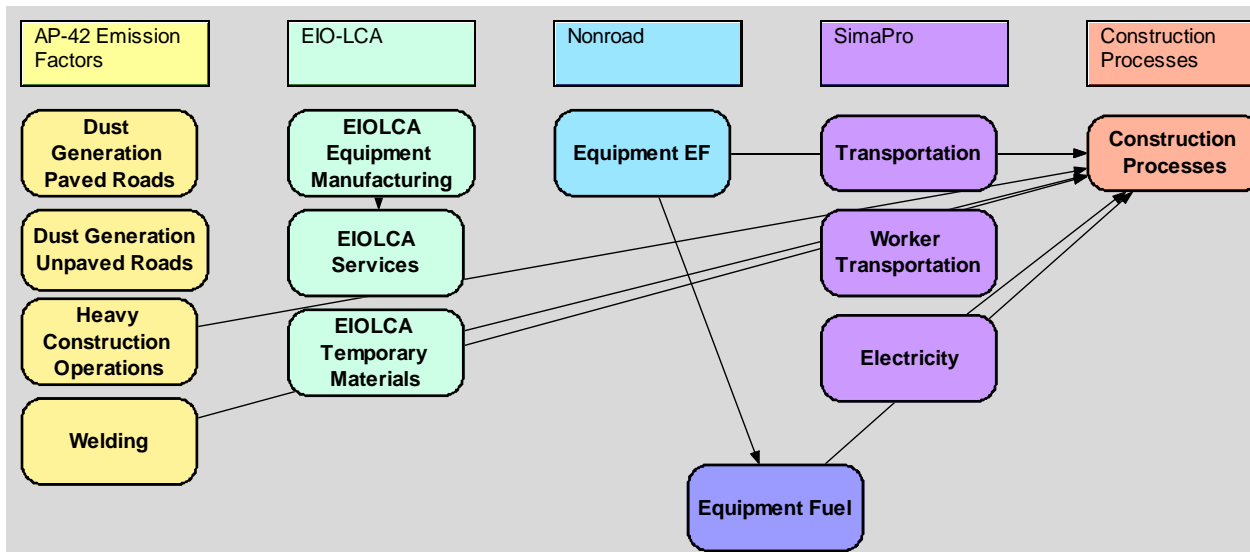 AP-42 Emission
Factors
EIO-LCA
Nonroad
SimaPro
Construction
Processes
Dust
Generation
Paved Roads
EIOLCA
Equipment
Manufacturing
Equipment EF
Transportation
Construction
Processes
Dust Generation
Unpaved Roads
EIOLCA
Services
Worker
Transportation
Heavy
Construction
Operations
EIOLCA
Temporary
Materials
Electricity
Welding
Equipment Fuel